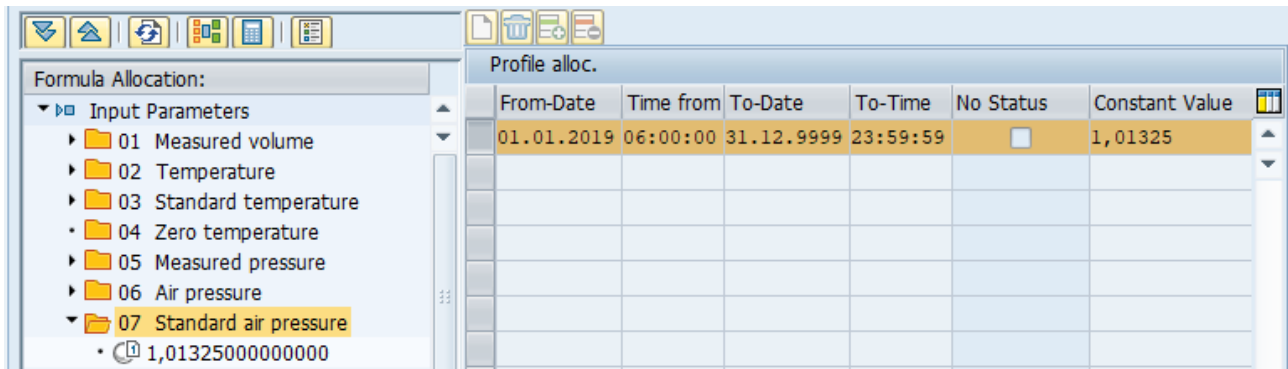 Formula Allocation:
Input Parameters
01 Measured volume
02 Temperature
03 Standard temperature
04 Zero temperature
05 Measured pressure
06 Air pressure
07 Standard air pressure
1,01325000000000
Profile alloc.
From-Date Time from To-Date To-Time No Status Constant Value
01.01.2019 06:00:00 31.12.9999 23:59:59 1,01325